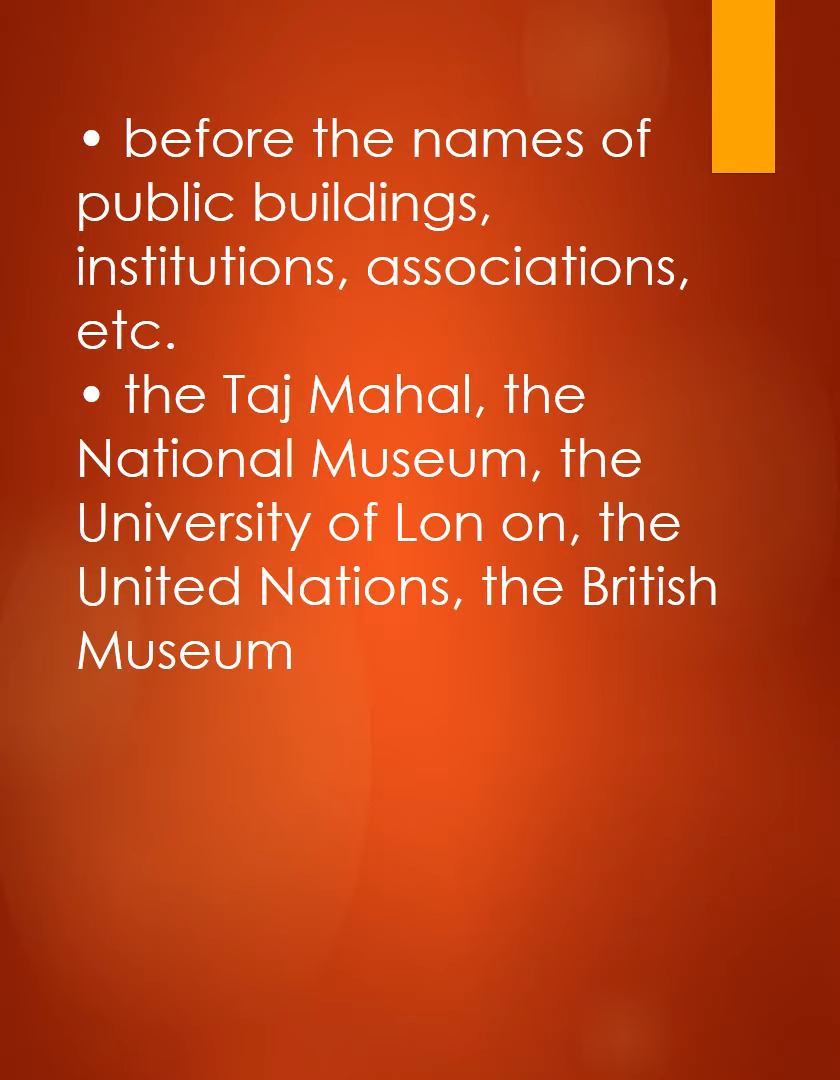 • before the names of
public buildings,
institutions, associations,
etc.
• the Taj Mahal, the
National Museum, the
University of Lon on, the
United Nations, the British
Museum